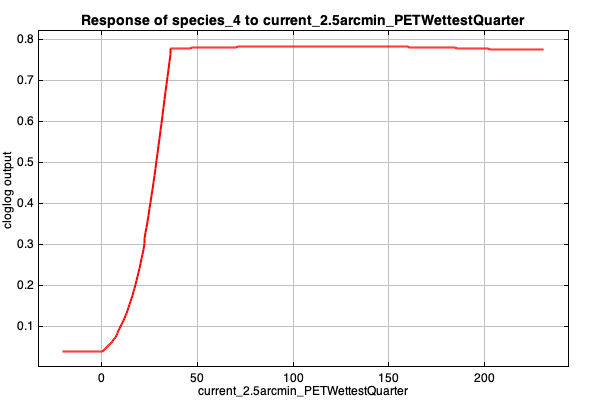 Response of species_4 to current_2.5arcmin_PETWettestQuarter
0.8
0.7
0.6
0.5
0.4
0.3
0.2
0.1
cloglog output
0 50 100 150 200
current_2.5arcmin_PETWettestQuarter